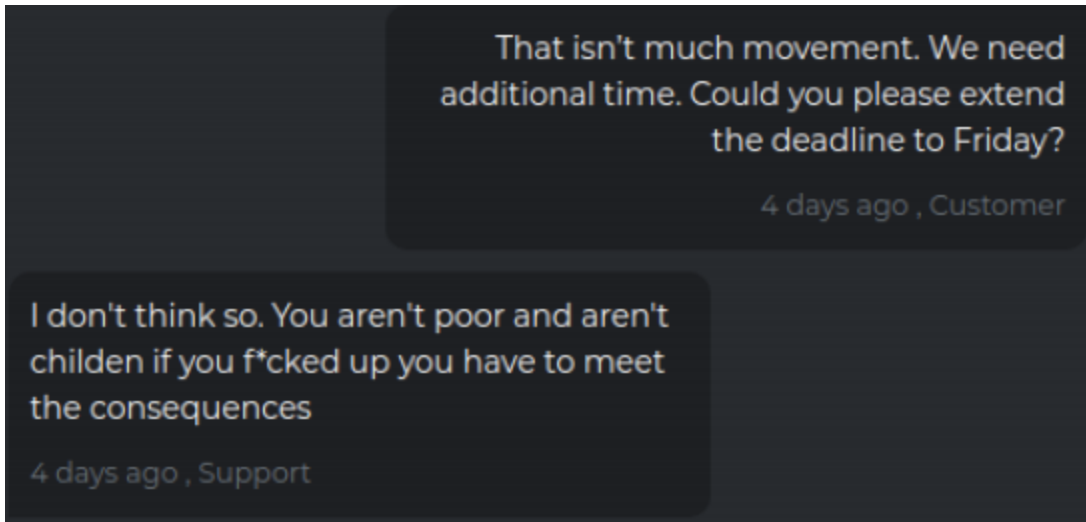 That isn't much movement. We need
additional time. Could you please extend
the deadline to Friday?
4 days ago , Customer
I don't think so. You aren't poor and aren't
childen if you f*cked up you have to meet
the consequences
4 days ago , Support